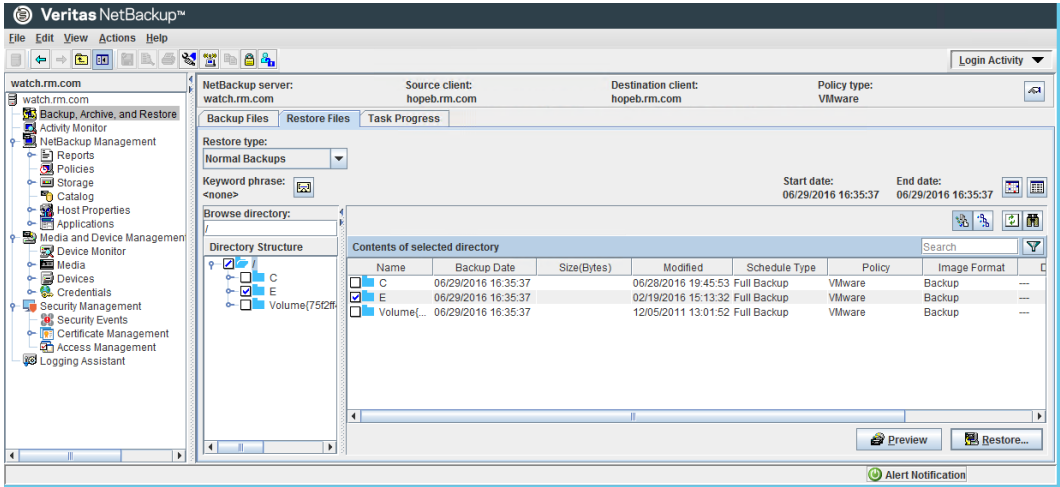 Veritas NetBackup™
File Edit View Actions Help
Login Activity
watch.rm.com
watch.rm.com
Backup, Archive, and Restore
Activity Monitor
NetBackup Management
Reports
Policies
Storage
Catalog
Host Properties
Applications
Media and Device Managemen
Device Monitor
Media
Devices
Credentials
Security Management
Security Events
Certificate Management
Access Management
Logging Assistant
NetBackup server: Source client: Destination client: Policy type:
watch.rm.com hopeb.rm.com hopeb.rm.com VMware
Backup Files Restore Files Task Progress
Restore type:
Normal Backups
Keyword phrase: Start date: End date:
<none> 06/29/2016 16:35:37 06/29/2016 16:35:37
Browse directory:
/
Directory Structure
/
C
E
Volume{75f2ff
Contents of selected directory Search
Name Backup Date Size(Bytes) Modified Schedule Type Policy Image Format D
C 06/29/2016 16:35:37 06/28/2016 19:45:53 Full Backup VMware Backup ---
E 06/29/2016 16:35:37 02/19/2016 15:13:32 Full Backup VMware Backup ---
Volume{... 06/29/2016 16:35:37 12/05/2011 13:01:52 Full Backup VMware Backup ---
Preview Restore...
Alert Notification